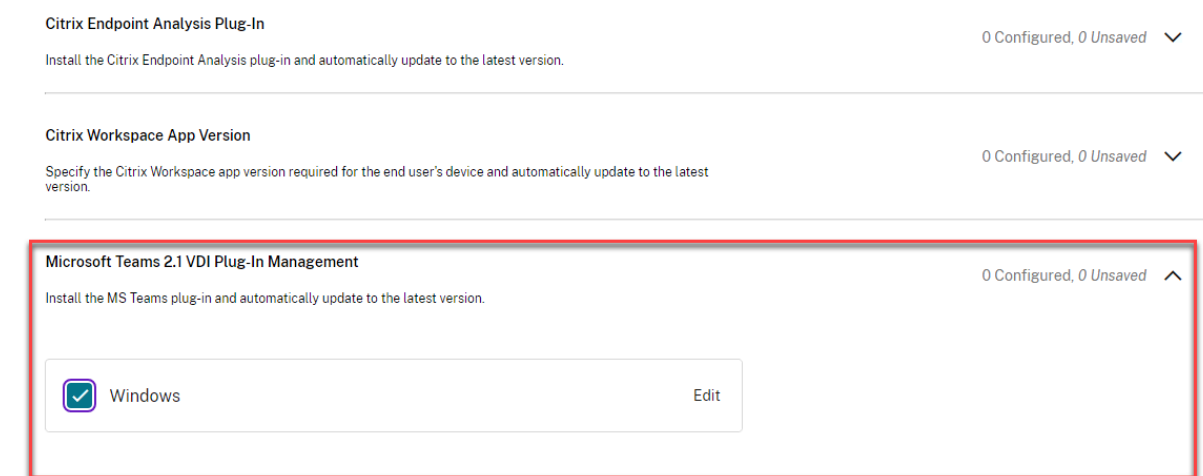 Citrix Endpoint Analysis Plug-In
0 Configured, 0 Unsaved
Install the Citrix Endpoint Analysis plug-in and automatically update to the latest version.
Citrix Workspace App Version
0 Configured, 0 Unsaved
Specify the Citrix Workspace app version required for the end user's device and automatically update to the latest
version.
Microsoft Teams 2.1 VDI Plug-In Management
0 Configured, 0 Unsaved
Install the MS Teams plug-in and automatically update to the latest version.
Windows
Edit